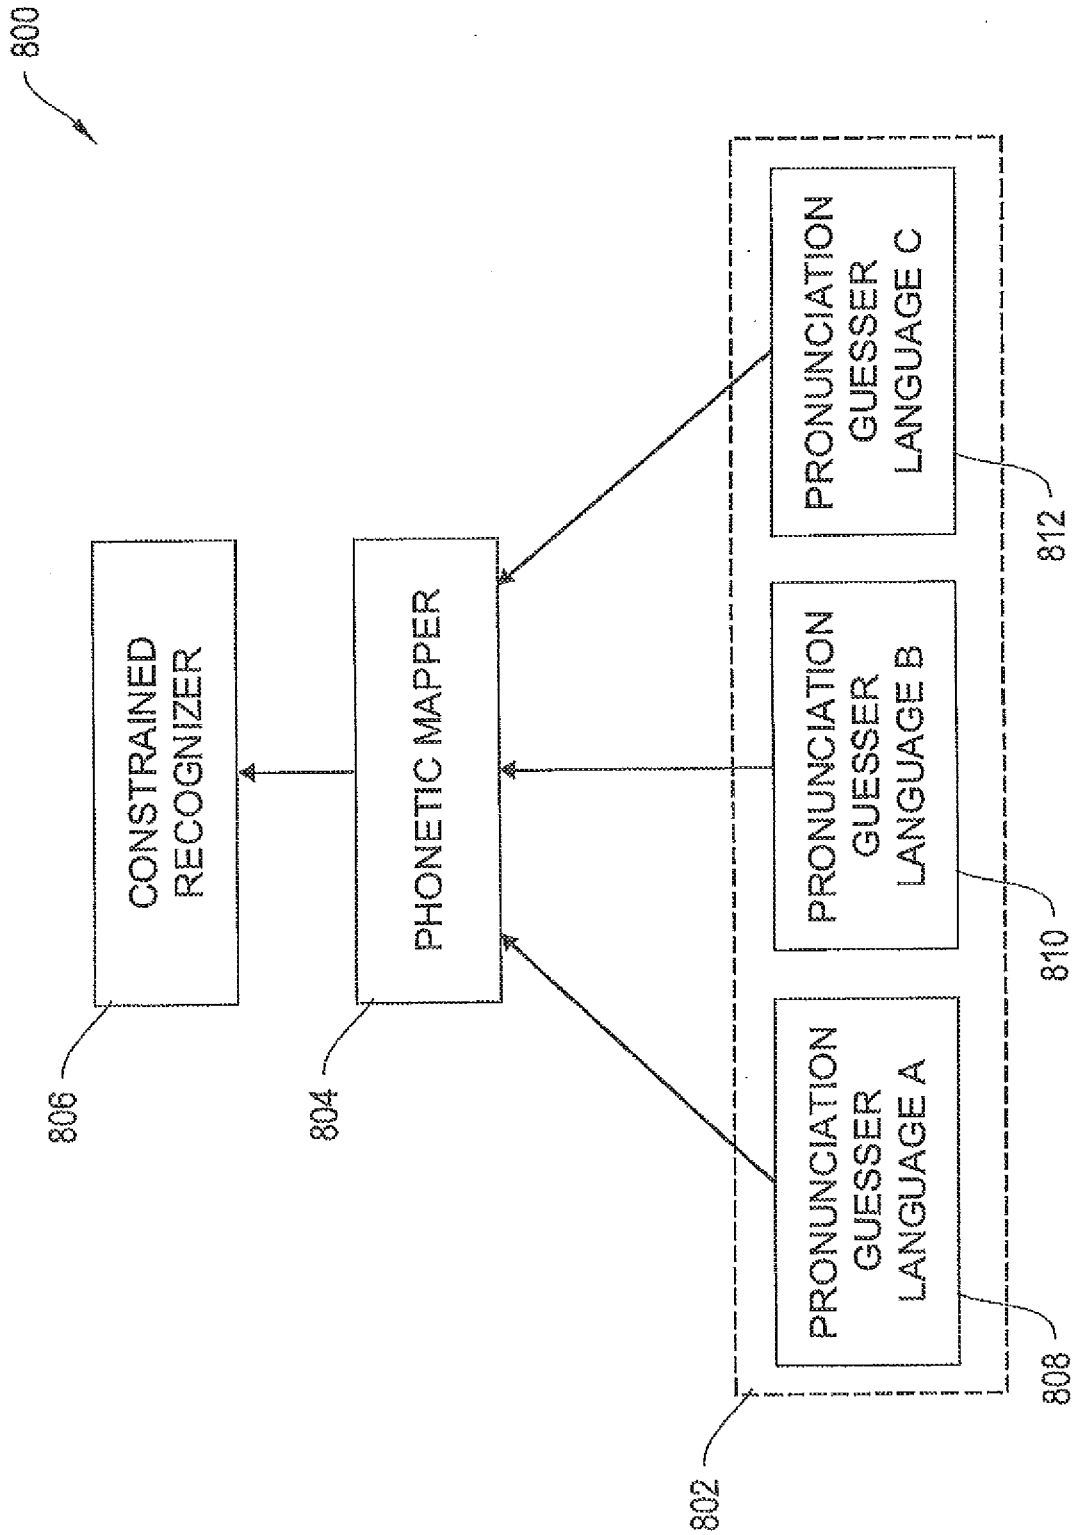 800
CONSTRAINED
RECOGNIZER
806
PHONETIC MAPPER
804
PRONUNCIATION
GUESSER
LANGUAGE A
PRONUNCIATION
GUESSER
LANGUAGE B
PRONUNCIATION
GUESSER
LANGUAGE C
802
808
810
812